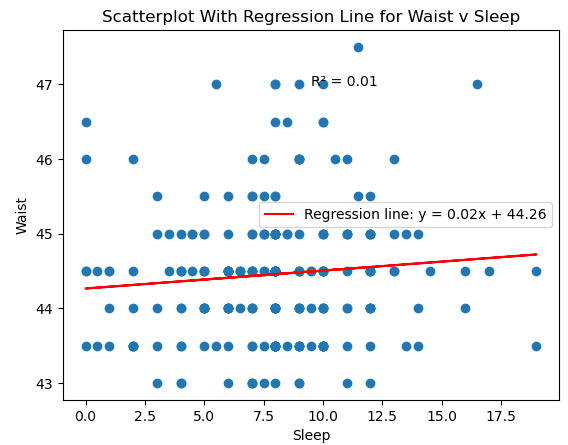 Scatterplot With Regression Line for Waist v Sleep
47
R² = 0.01
46
Regression line: y = 0.02x + 44.26
45
44
43
Waist
0.0 2.5 5.0 7.5 10.0 12.5 15.0 17.5
Sleep